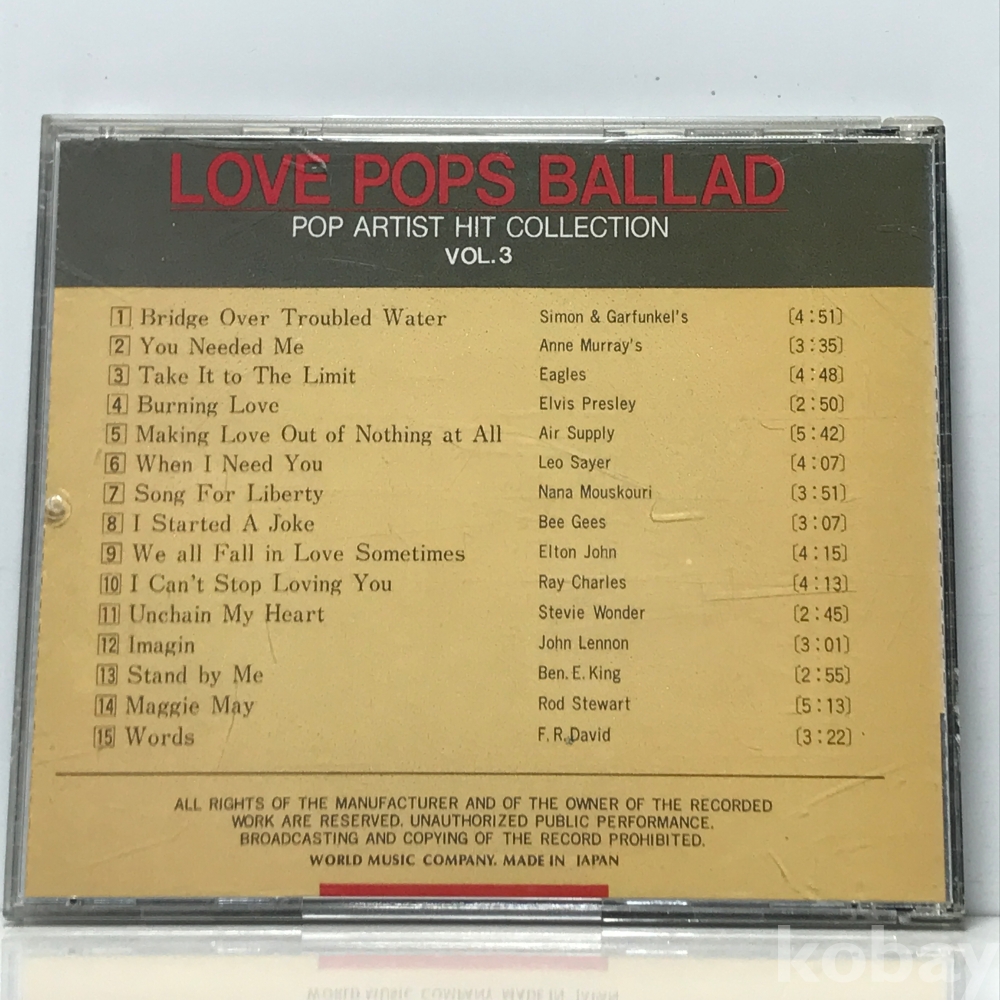 LOVE POPS BALLAD
POP ARTIST HIT COLLECTION
VOL.3
1 Bridge Over Troubled Water Simon & Garfunkel's (4:51)
2 You Needed Me Anne Murray's (3:35)
3 Take It to The Limit Eagles (4:48)
4 Burning Love Elvis Presley (2:50)
5 Making Love Out of Nothing at All Air Supply (5:42)
6 When I Need You Leo Sayer (4:07)
7 Song For Liberty Nana Mouskouri (3:51)
8 I Started A Joke Bee Gees (3:07)
9 We all Fall in Love Sometimes Elton John (4:15)
10 I Can't Stop Loving You Ray Charles (4:13)
11 Unchain My Heart Stevie Wonder (2:45)
12 Imagin John Lennon (3:01)
13 Stand by Me Ben.E.King (2:55)
14 Maggie May Rod Stewart (5:13)
15 Words F.R.David (3:22)
ALL RIGHTS OF THE MANUFACTURER AND OF THE OWNER OF THE RECORDED
WORK ARE RESERVED. UNAUTHORIZED PUBLIC PERFORMANCE.
BROADCASTING AND COPYING OF THE RECORD PROHIBITED.
WORLD MUSIC COMPANY. MADE IN JAPAN
kobay